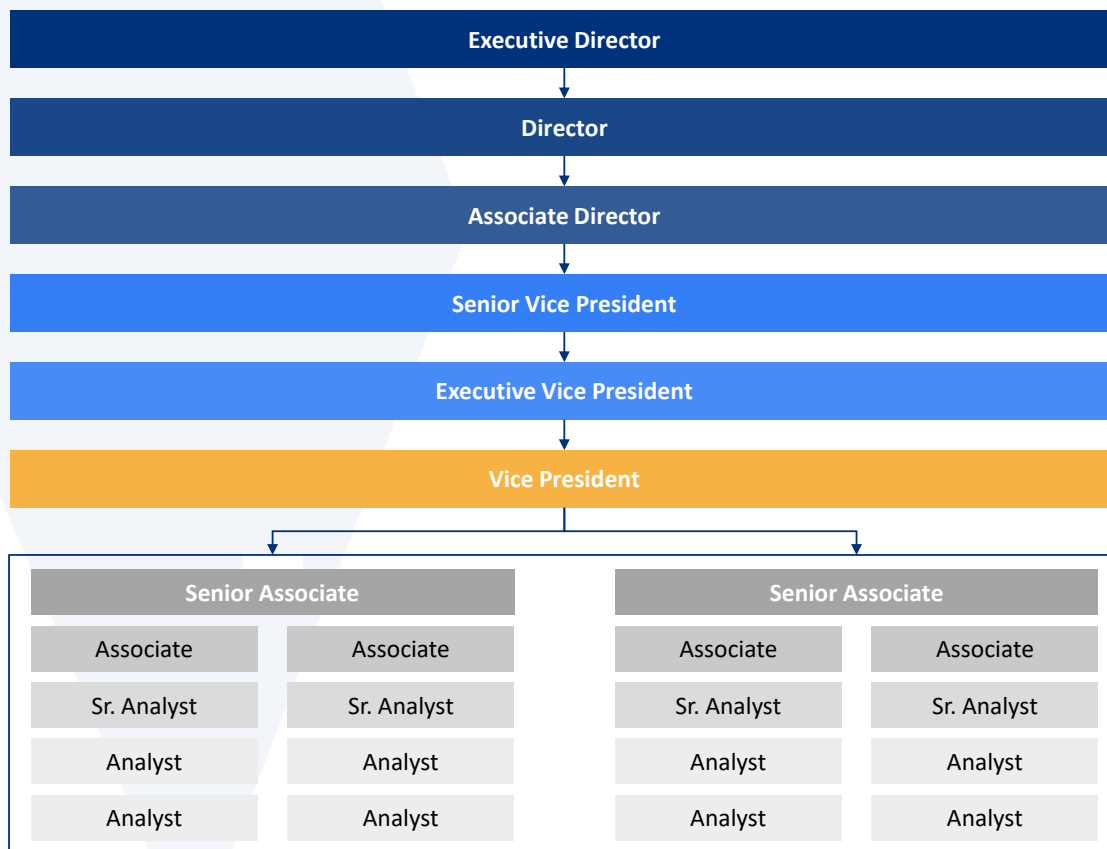 Executive Director
Director
Associate Director
Senior Vice President
Executive Vice President
Vice President
Senior Associate Senior Associate
Associate Associate Associate Associate
Sr. Analyst Sr. Analyst Sr. Analyst Sr. Analyst
Analyst Analyst Analyst Analyst
Analyst Analyst Analyst Analyst